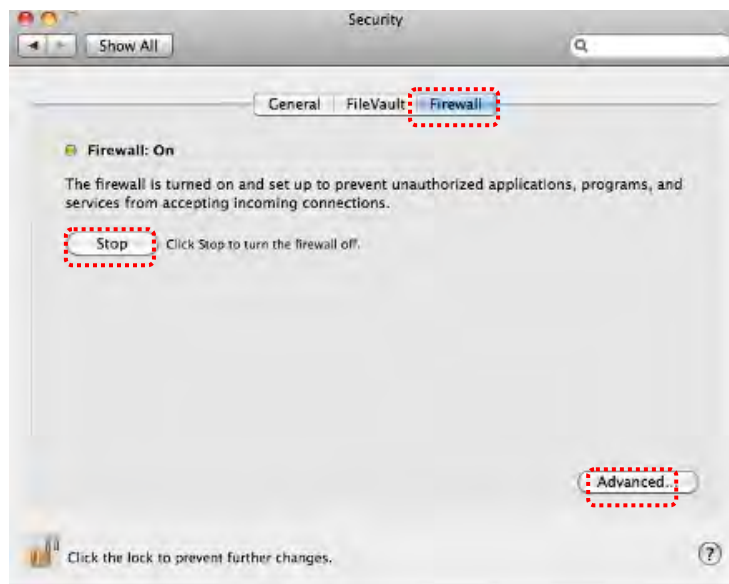 Security
Show All
General FileVault Firewall
Firewall: On
The firewall is turned on and set up to prevent unauthorized applications, programs, and
services from accepting incoming connections.
Stop Click Stop to turn the firewall off.
Advanced...
Click the lock to prevent further changes.
?